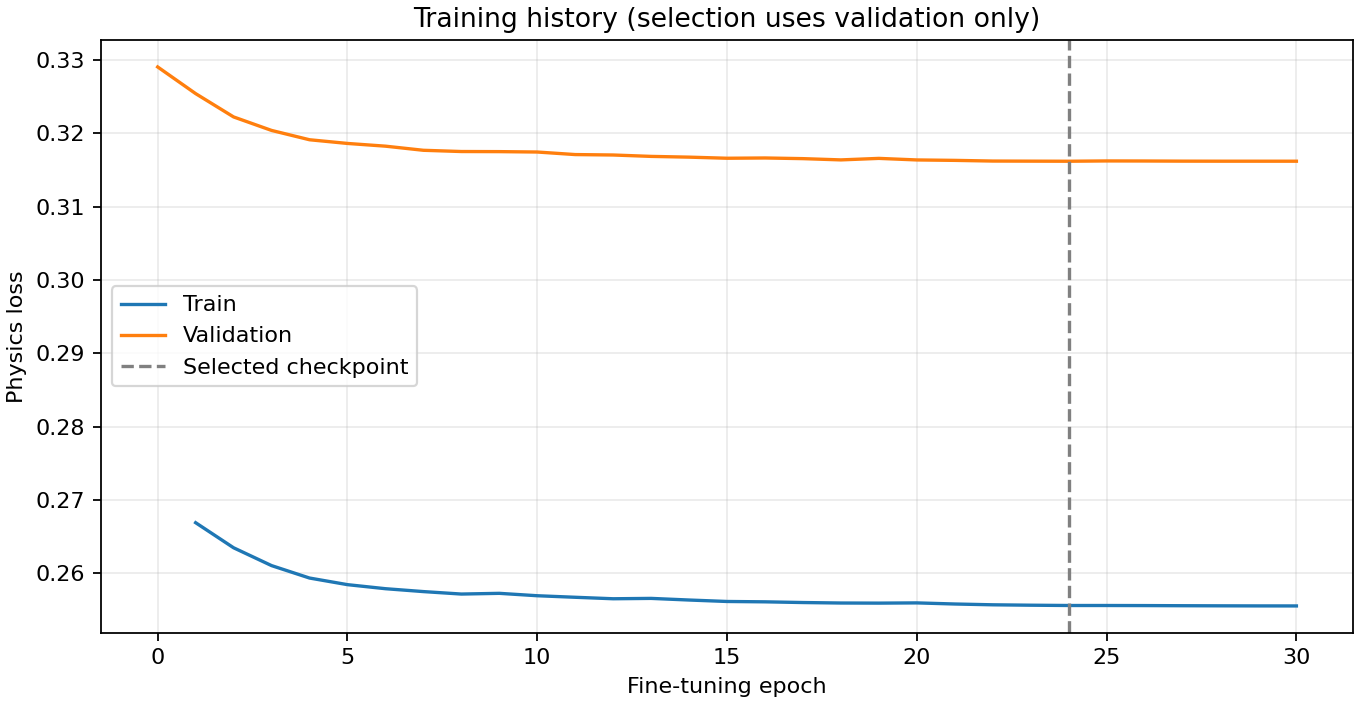 Training history (selection uses validation only)
0.33
0.32
0.31
0.30
0.29
0.28
0.27
0.26
Physics loss
Train
Validation
Selected checkpoint
0 5 10 15 20 25 30
Fine-tuning epoch